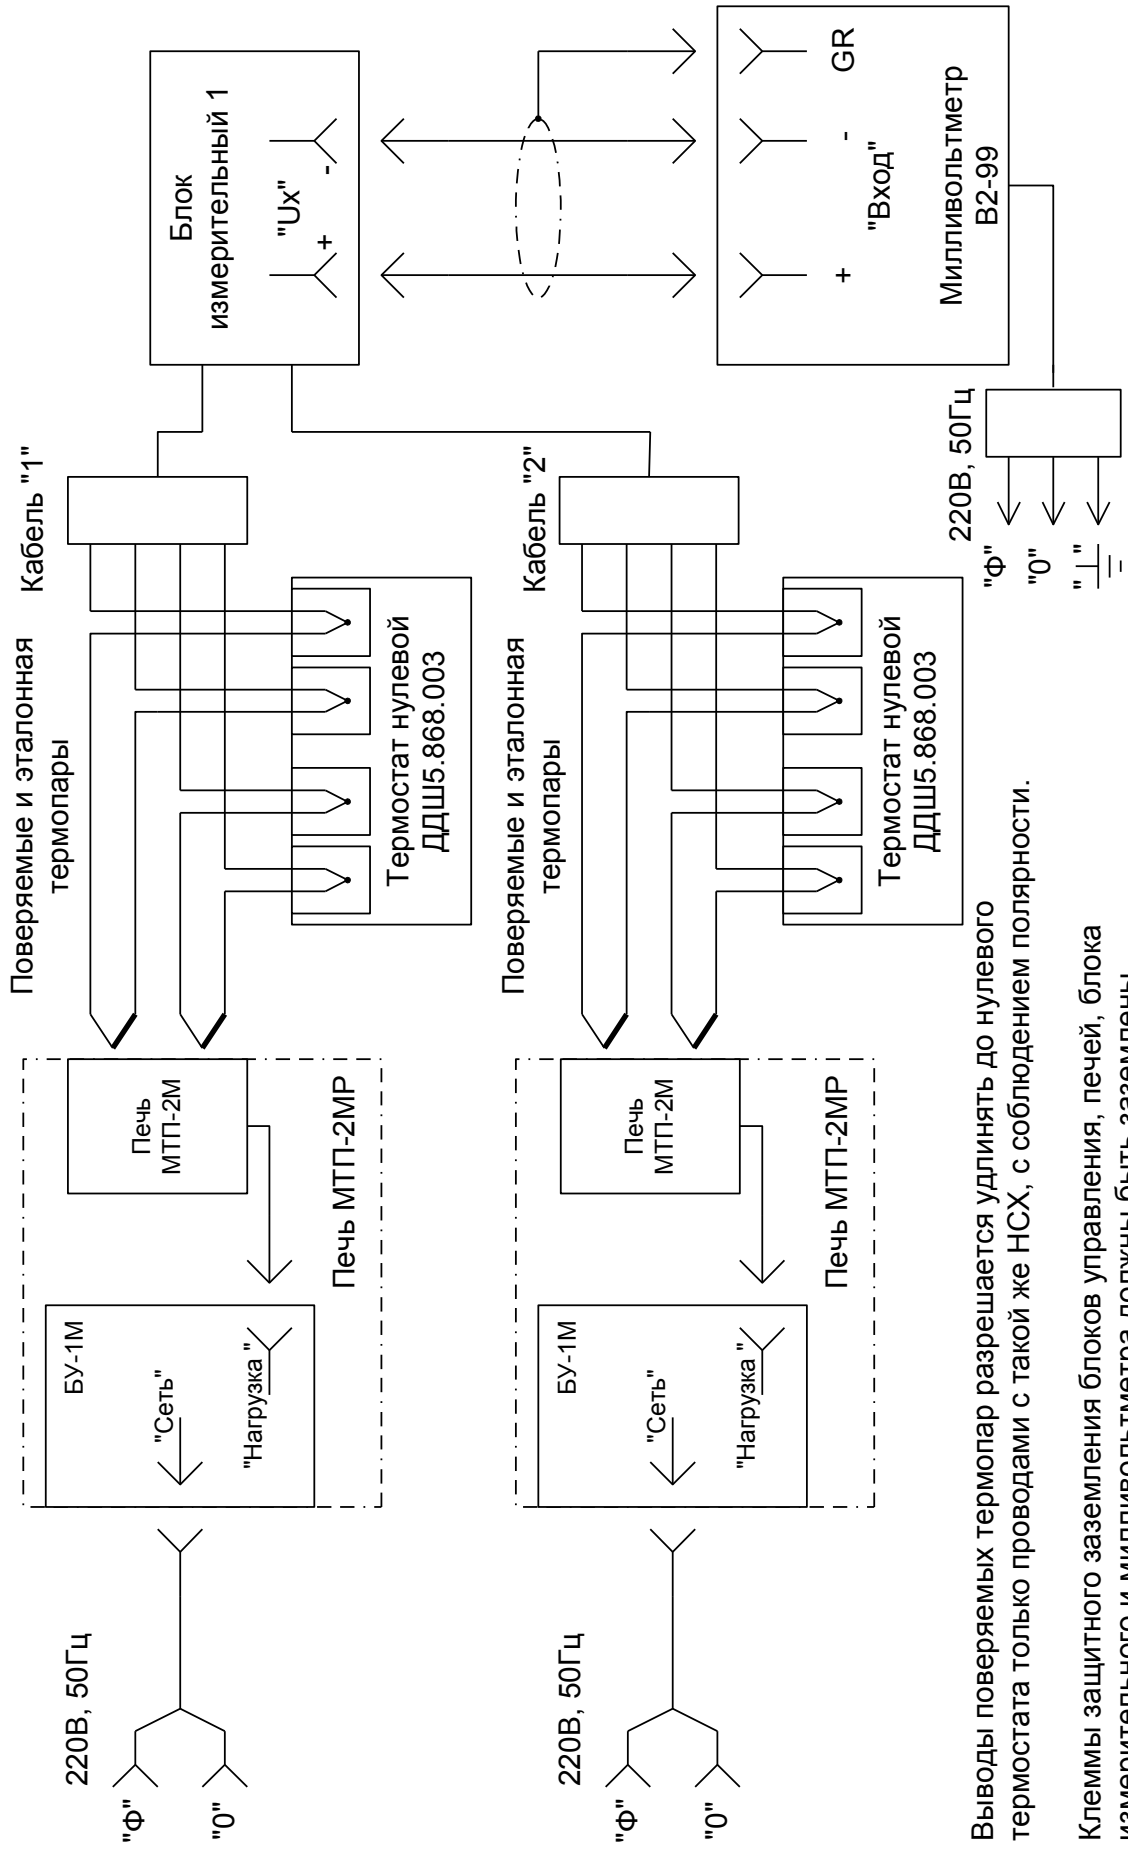 Поверяемые и эталонная
термопары
Кабель "1"
Блок
измерительный 1
"Ux"
+
-
220В, 50Гц
"Ф"
"0"
БУ-1М
"Сеть"
"Нагрузка "
Печь
МТП-2М
Печь МТП-2МР
Термостат нулевой
ДДШ5.868.003
Поверяемые и эталонная
термопары
Кабель "2"
220В, 50Гц
"Ф"
"0"
БУ-1М
"Сеть"
"Нагрузка "
Печь
МТП-2М
Печь МТП-2МР
Термостат нулевой
ДДШ5.868.003
+
-
GR
"Вход"
Милливольтметр
В2-99
220В, 50Гц
"Ф"
"0"
" "
Выводы поверяемых термопар разрешается удлинять до нулевого
термостата только проводами с такой же НСХ, с соблюдением полярности.
Клеммы защитного заземления блоков управления, печей, блока
измерительного и милливольтметра должны быть заземлены